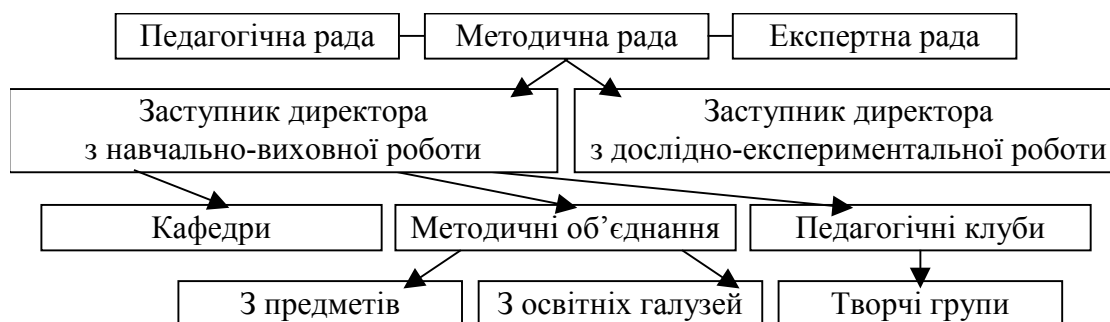 Педагогічна рада
Методична рада
Експертна рада
Заступник директора
з навчально-виховної роботи
Заступник директора
з дослідно-експериментальної роботи
Кафедри
Методичні об’єднання
Педагогічні клуби
З предметів
З освітніх галузей
Творчі групи